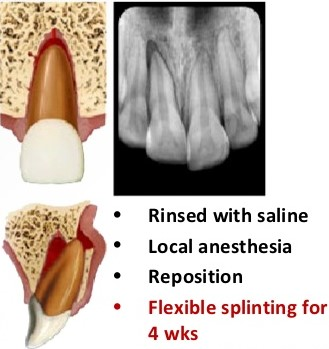 • Rinsed with saline
• Local anesthesia
• Reposition
• Flexible splinting for
4 wks